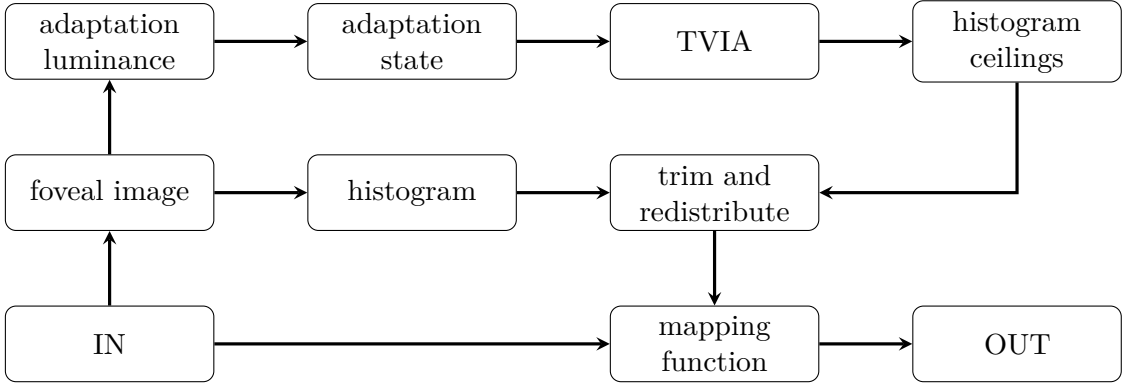 adaptation
luminance
adaptation
state
TVIA
histogram
ceilings
foveal image
histogram
trim and
redistribute
IN
mapping
function
OUT